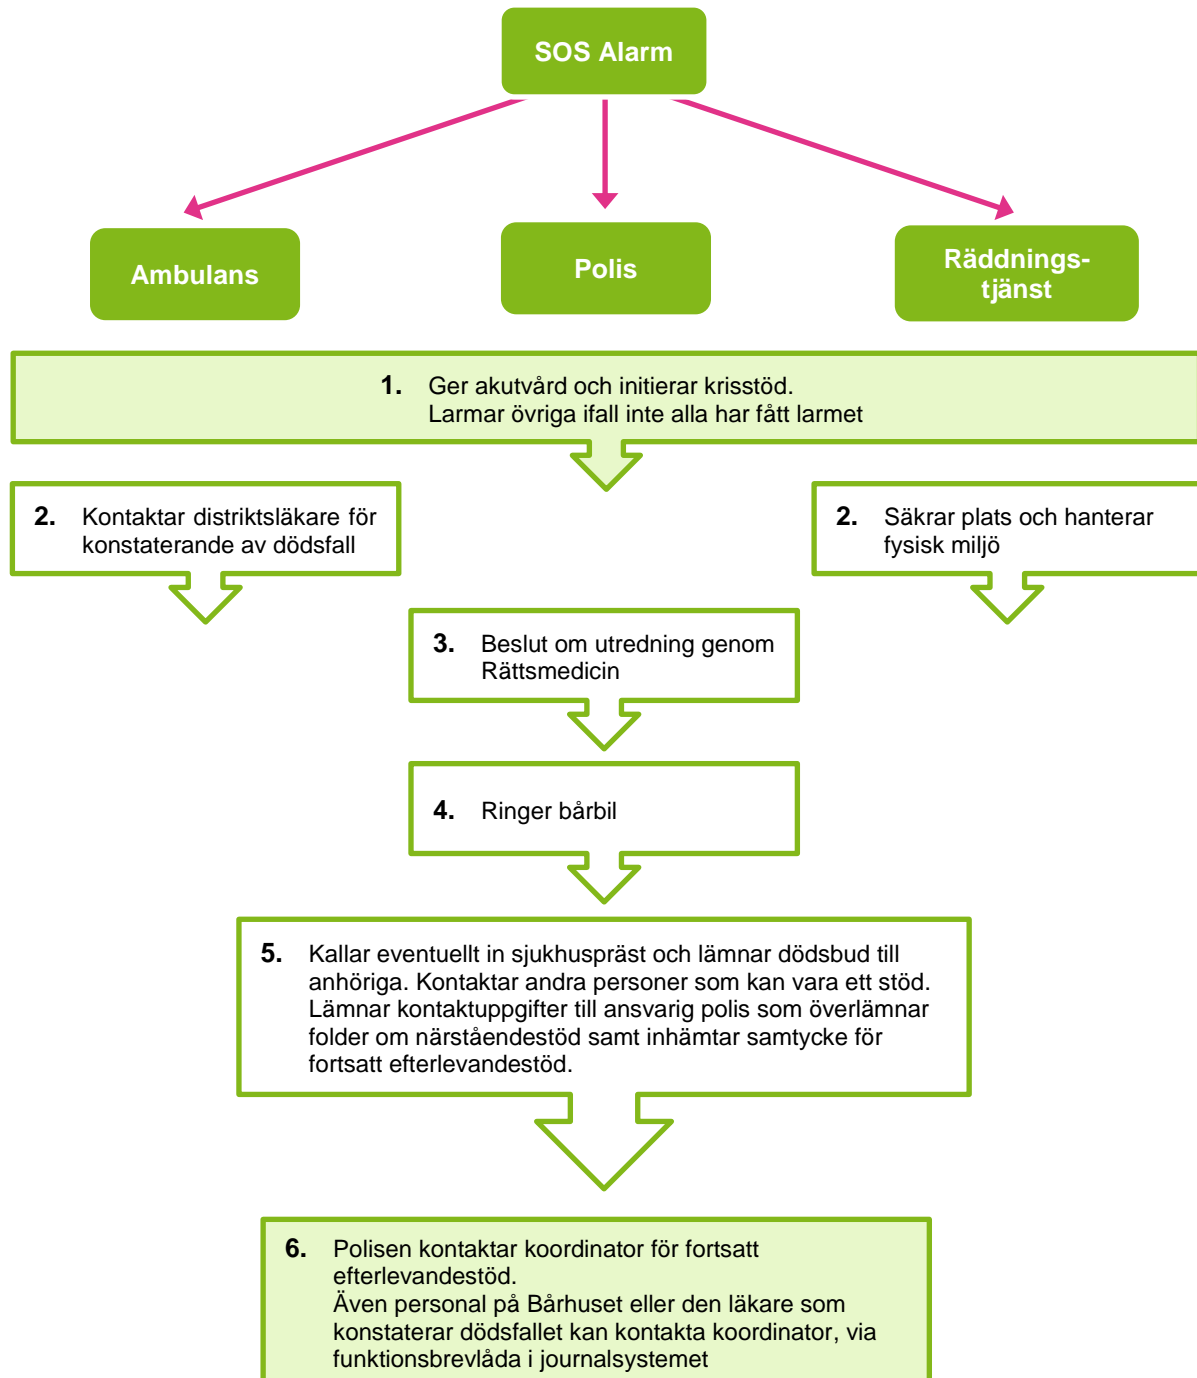 SOS Alarm
Ambulans
Polis
Räddnings-
tjänst
1. Ger akutvård och initierar krisstöd.
Larmar övriga ifall inte alla har fått larmet
2. Kontaktar distriktsläkare för
konstaterande av dödsfall
2. Säkrar plats och hanterar
fysisk miljö
3. Beslut om utredning genom
Rättsmedicin
4. Ringer bårbil
5. Kallar eventuellt in sjukhuspräst och lämnar dödsbud till
anhöriga. Kontaktar andra personer som kan vara ett stöd.
Lämnar kontaktuppgifter till ansvarig polis som överlämnar
folder om närståendestöd samt inhämtar samtycke för
fortsatt efterlevandestöd.
6. Polisen kontaktar koordinator för fortsatt
efterlevandestöd.
Även personal på Bårhuset eller den läkare som
konstaterar dödsfallet kan kontakta koordinator, via
funktionsbrevlåda i journalsystemet